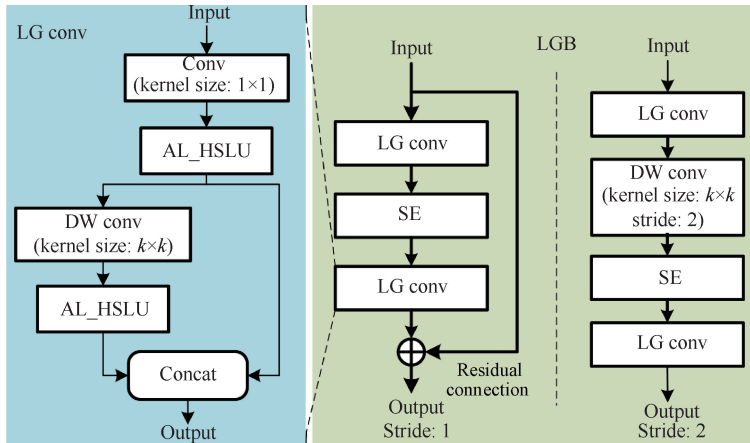 LG conv
Input
Conv
(kernel size: 1×1)
AL_HSLU
DW conv
(kernel size: k×k)
AL_HSLU
Concat
Output
LGB
Input
LG conv
SE
LG conv
Residual
connection
Output
Stride: 1
Input
LG conv
DW conv
(kernel size: k×k
stride: 2)
SE
LG conv
Output
Stride: 2